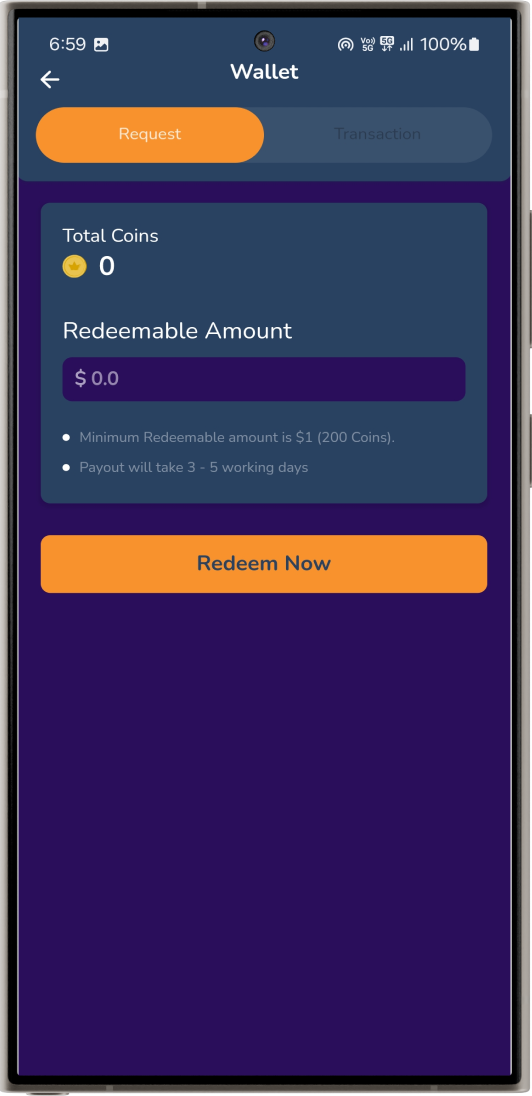 6:59
Vo)) 5G 5G 100%
Wallet
Request
Transaction
Total Coins
0
Redeemable Amount
$ 0.0
Minimum Redeemable amount is $1 (200 Coins).
Payout will take 3 - 5 working days
Redeem Now